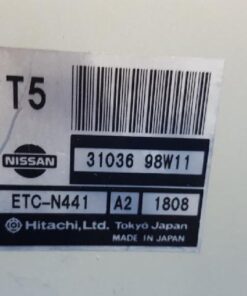 T5
NISSAN 31036 98W11
ETC-N441 A2 1808
Hitachi, Ltd. Tokyo Japan
MADE IN JAPAN